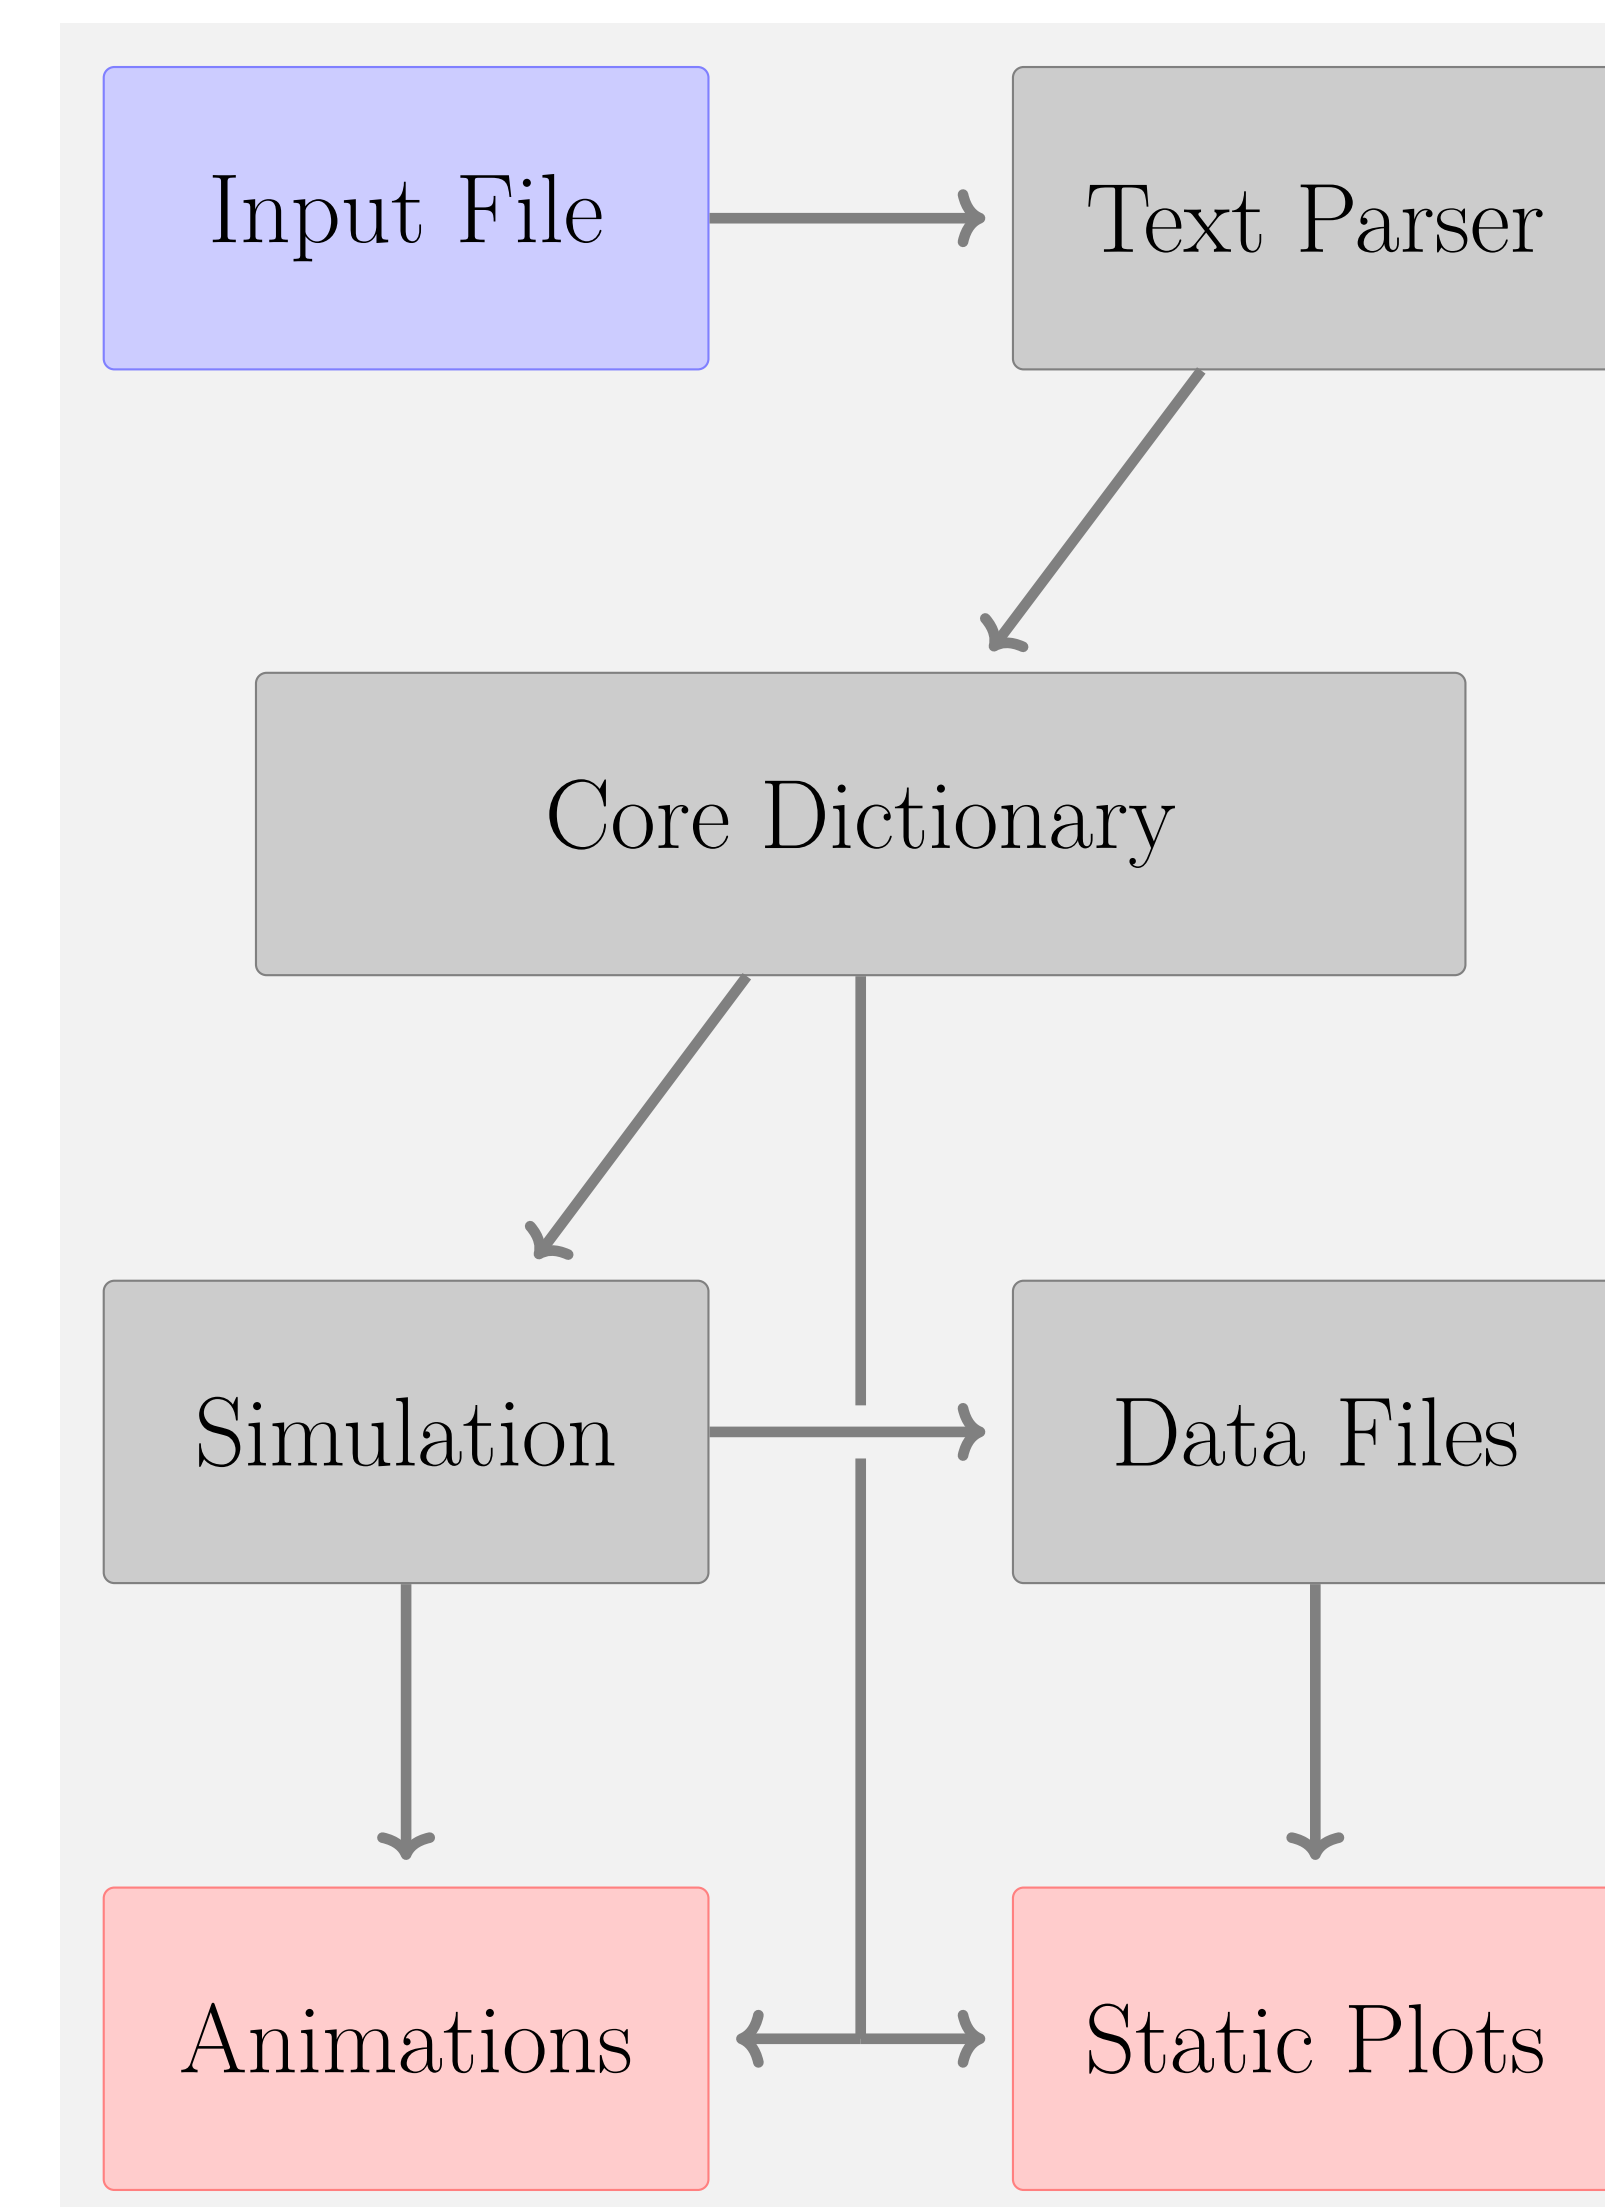 Input File
Text Parser
Core Dictionary
Simulation
Data Files
Animations
Static Plots